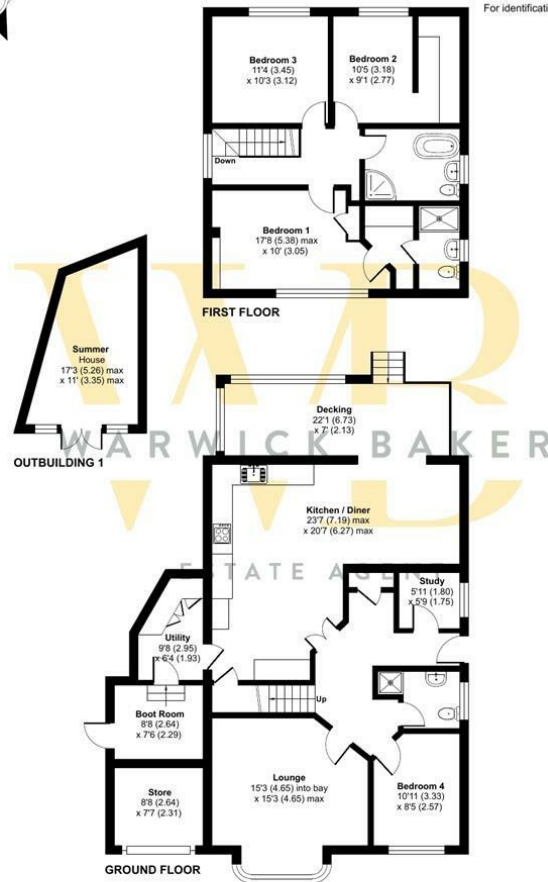 For identificati
Bedroom 3
11'4 (3.45)
x 10'3 (3.12)
Bedroom 2
10'5 (3.18)
x 9'1 (2.77)
Down
Bedroom 1
17'8 (5.38) max
x 10' (3.05)
FIRST FLOOR
Summer
House
17'3 (5.26) max
x 11' (3.35) max
OUTBUILDING 1
Decking
22'1 (6.73)
x 7' (2.13)
WARWICK BAKER
Kitchen / Diner
23'7 (7.19) max
x 20'7 (6.27) max
ESTATE AGENT
Study
5'11 (1.80)
x 5'9 (1.75)
Utility
9'8 (2.95)
x 6'4 (1.93)
Up
Boot Room
8'8 (2.64)
x 7'6 (2.29)
Lounge
15'3 (4.65) into bay
x 15'3 (4.65) max
Bedroom 4
10'11 (3.33)
x 8'5 (2.57)
Store
8'8 (2.64)
x 7'7 (2.31)
GROUND FLOOR